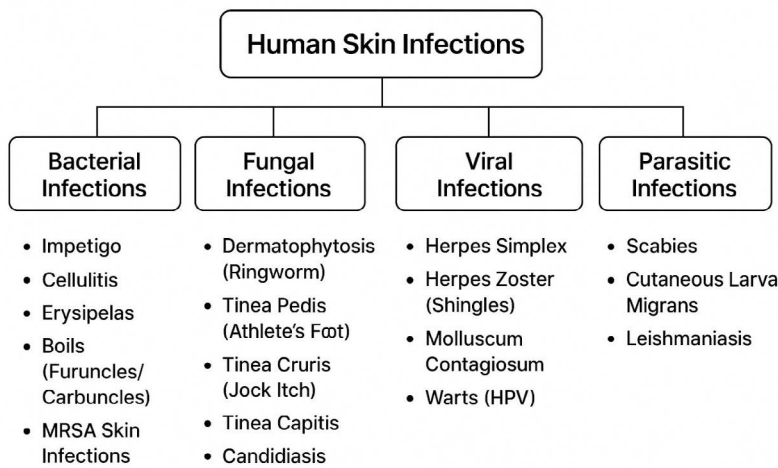 Human Skin Infections
Bacterial
Infections
• Impetigo
• Cellulitis
• Erysipelas
• Boils
(Furuncles/
Carbuncles)
• MRSA Skin
Infections
Fungal
Infections
• Dermatophytosis
(Ringworm)
• Tinea Pedis
(Athlete's Foot)
• Tinea Cruris
(Jock Itch)
• Tinea Capitis
• Candidiasis
Viral
Infections
• Herpes Simplex
• Herpes Zoster
(Shingles)
• Molluscum
Contagiosum
• Warts (HPV)
Parasitic
Infections
• Scabies
• Cutaneous Larva
Migrans
• Leishmaniasis